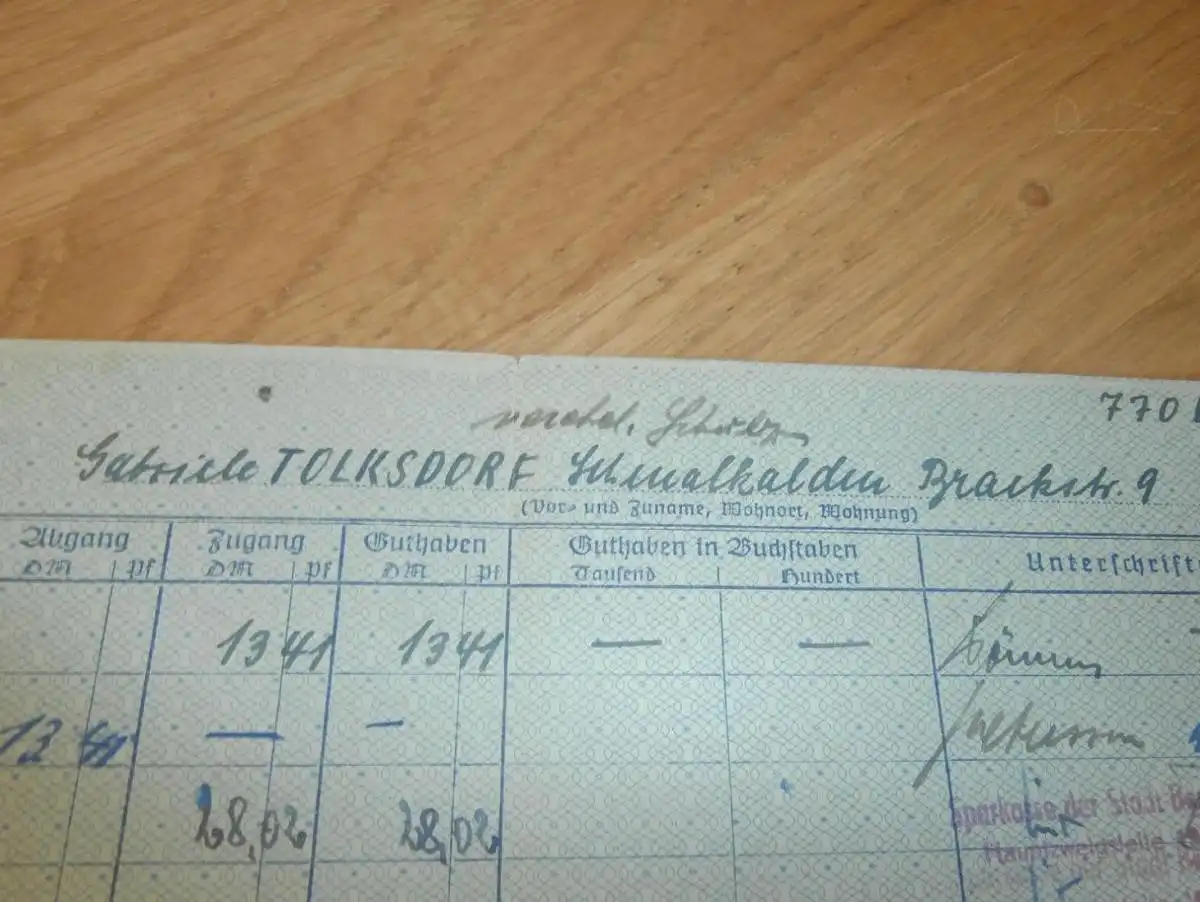 770
verehel. Schulz
Gabriele TOLKSDORF Schmalkalden Brackstr. 9
(Vor- und Zuname, Wohnort, Wohnung)
Abgang Zugang Guthaben Guthaben in Buchstaben Unterschrift
DM Pf DM Pf DM Pf Tausend Hundert
13 41 13 41 — —
13 41 — —
28,02 28,02
Sparkasse der Stadt
Hauptzweigstelle